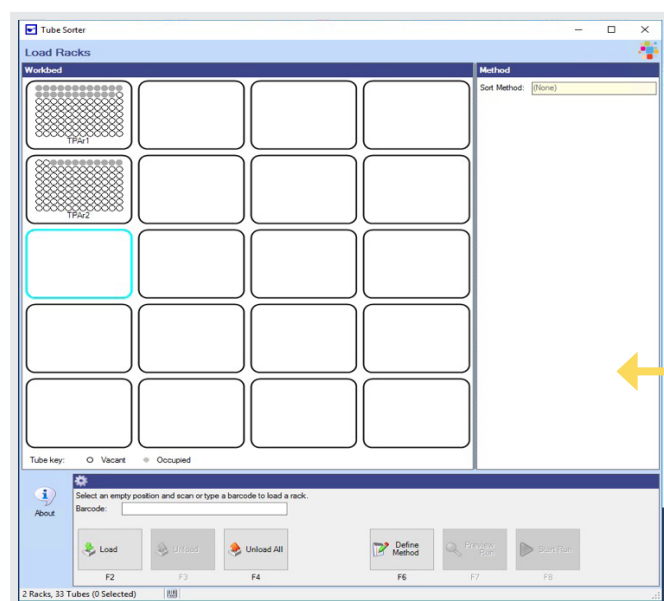 Tube Sorter
Load Racks
Workbed
Method
Sort Method: (None)
TPAr1
TPAr2
Tube key: Vacant Occupied
About
Select an empty position and scan or type a barcode to load a rack.
Barcode:
Load Unload Unload All Define Method Preview Run Start Run
F2 F3 F4 F6 F7 F8
2 Racks, 33 Tubes (0 Selected)